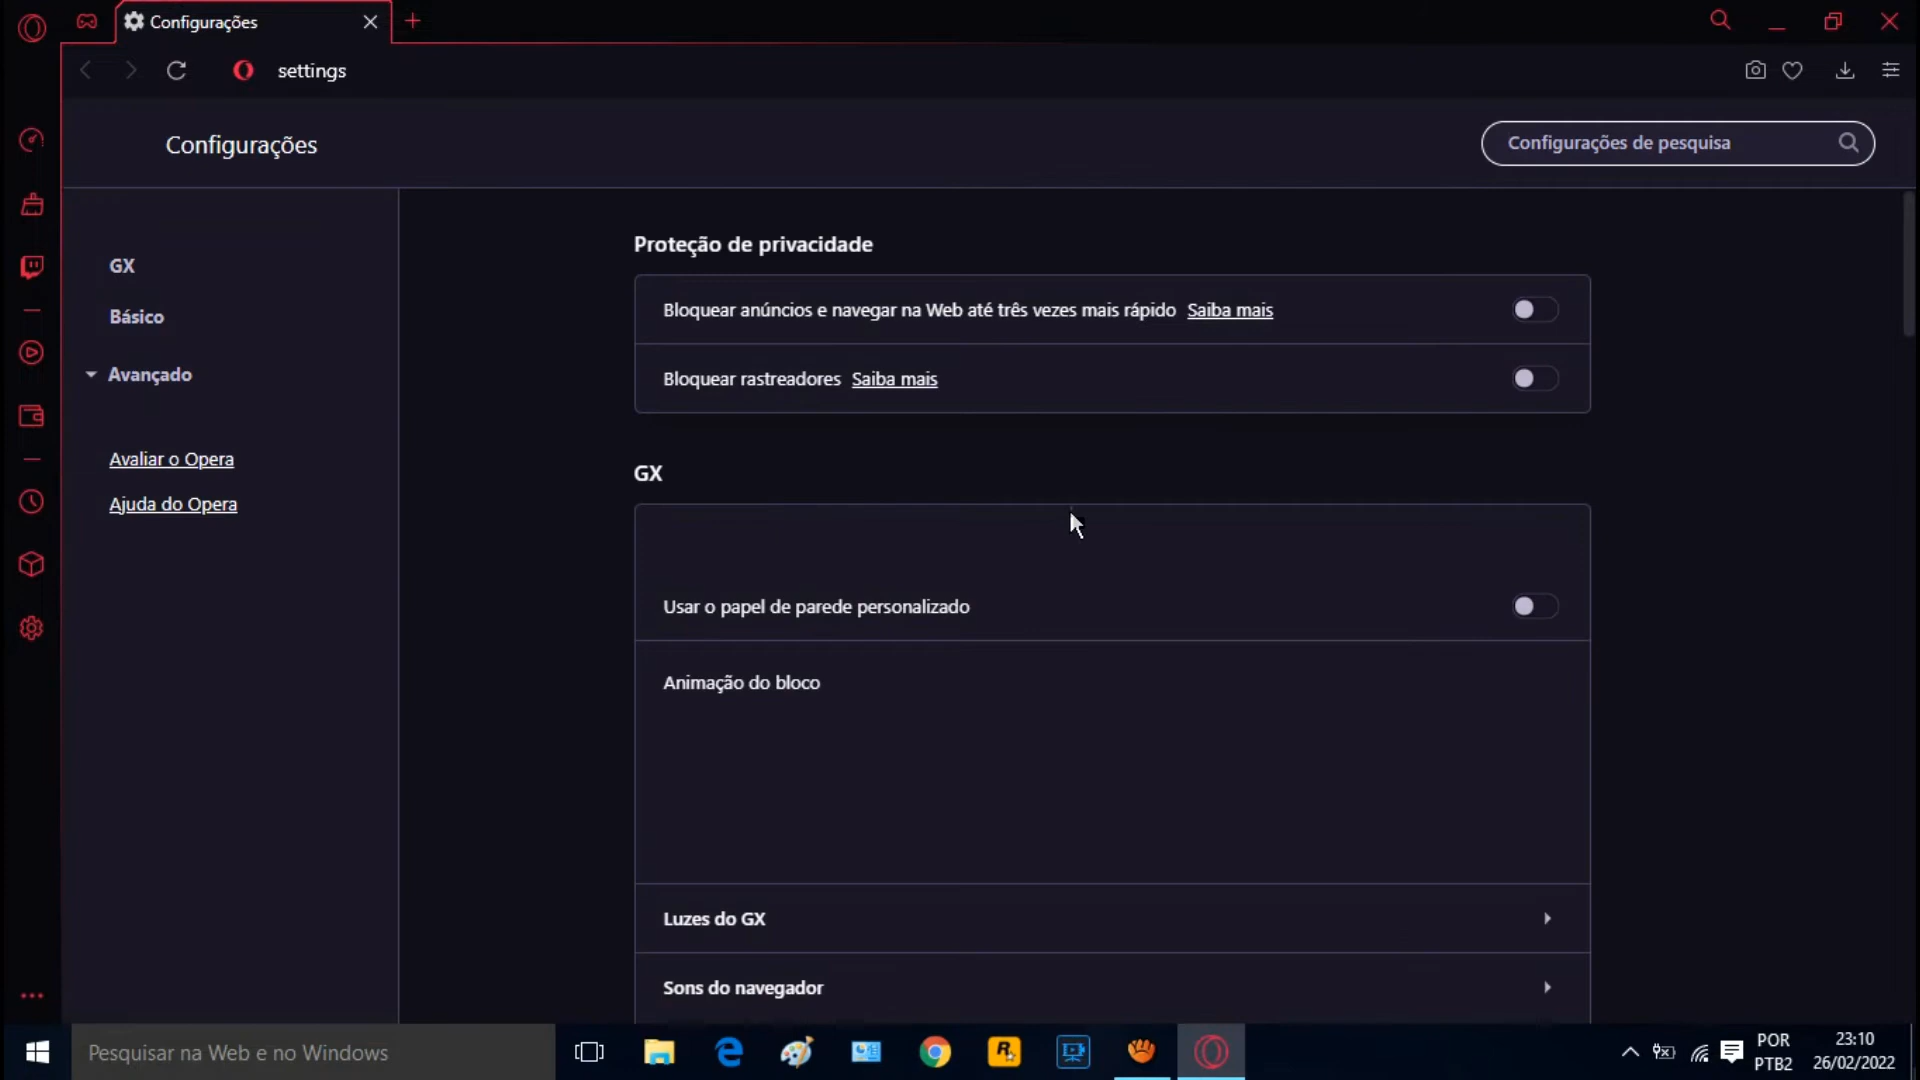 Configurações
settings
Configurações
Configurações de pesquisa
GX
Básico
Avançado
Avaliar o Opera
Ajuda do Opera
Proteção de privacidade
Bloquear anúncios e navegar na Web até três vezes mais rápido Saiba mais
Bloquear rastreadores Saiba mais
GX
Usar o papel de parede personalizado
Animação do bloco
Luzes do GX
Sons do navegador
Pesquisar na Web e no Windows
R
POR
PTB2
23:10
26/02/2022